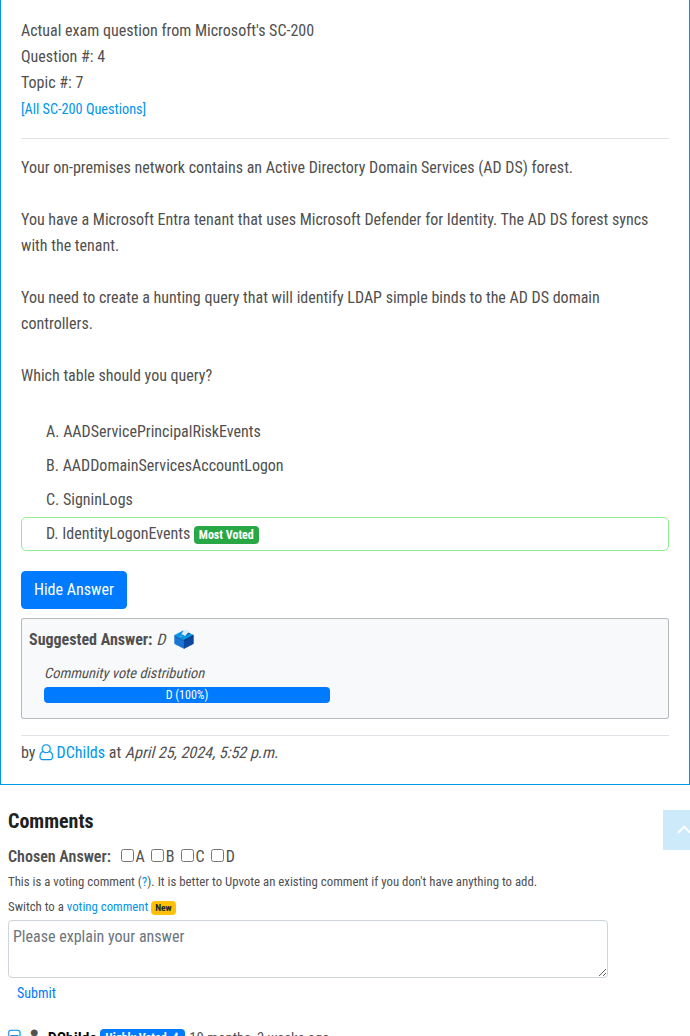 Actual exam question from Microsoft's SC-200
Question #: 4
Topic #: 7
[All SC-200 Questions]
Your on-premises network contains an Active Directory Domain Services (AD DS) forest.
You have a Microsoft Entra tenant that uses Microsoft Defender for Identity. The AD DS forest syncs
with the tenant.
You need to create a hunting query that will identify LDAP simple binds to the AD DS domain
controllers.
Which table should you query?
A. AADServicePrincipalRiskEvents
B. AADDomainServicesAccountLogon
C. SigninLogs
D. IdentityLogonEvents Most Voted
Hide Answer
Suggested Answer: D
Community vote distribution
D (100%)
by DChilds at April 25, 2024, 5:52 p.m.
Comments
Chosen Answer: A B C D
This is a voting comment (?). It is better to Upvote an existing comment if you don't have anything to add.
Switch to a voting comment New
Please explain your answer
Submit
DChilds Highly Voted